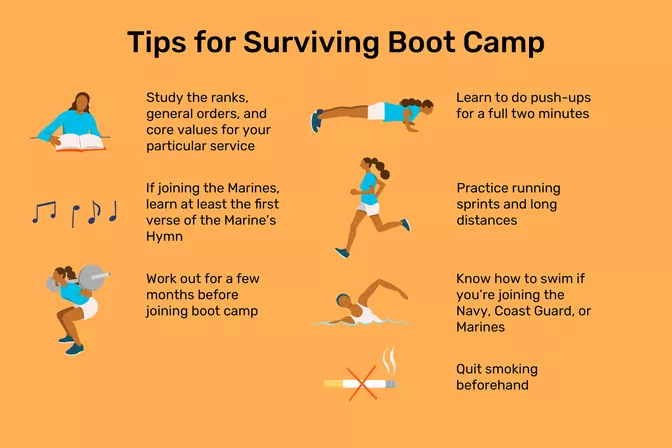 Tips for Surviving Boot Camp
Study the ranks,
general orders, and
core values for your
particular service
If joining the Marines,
learn at least the first
verse of the Marine's
Hymn
Work out for a few
months before
joining boot camp
Learn to do push-ups
for a full two minutes
Practice running
sprints and long
distances
Know how to swim if
you're joining the
Navy, Coast Guard, or
Marines
Quit smoking
beforehand